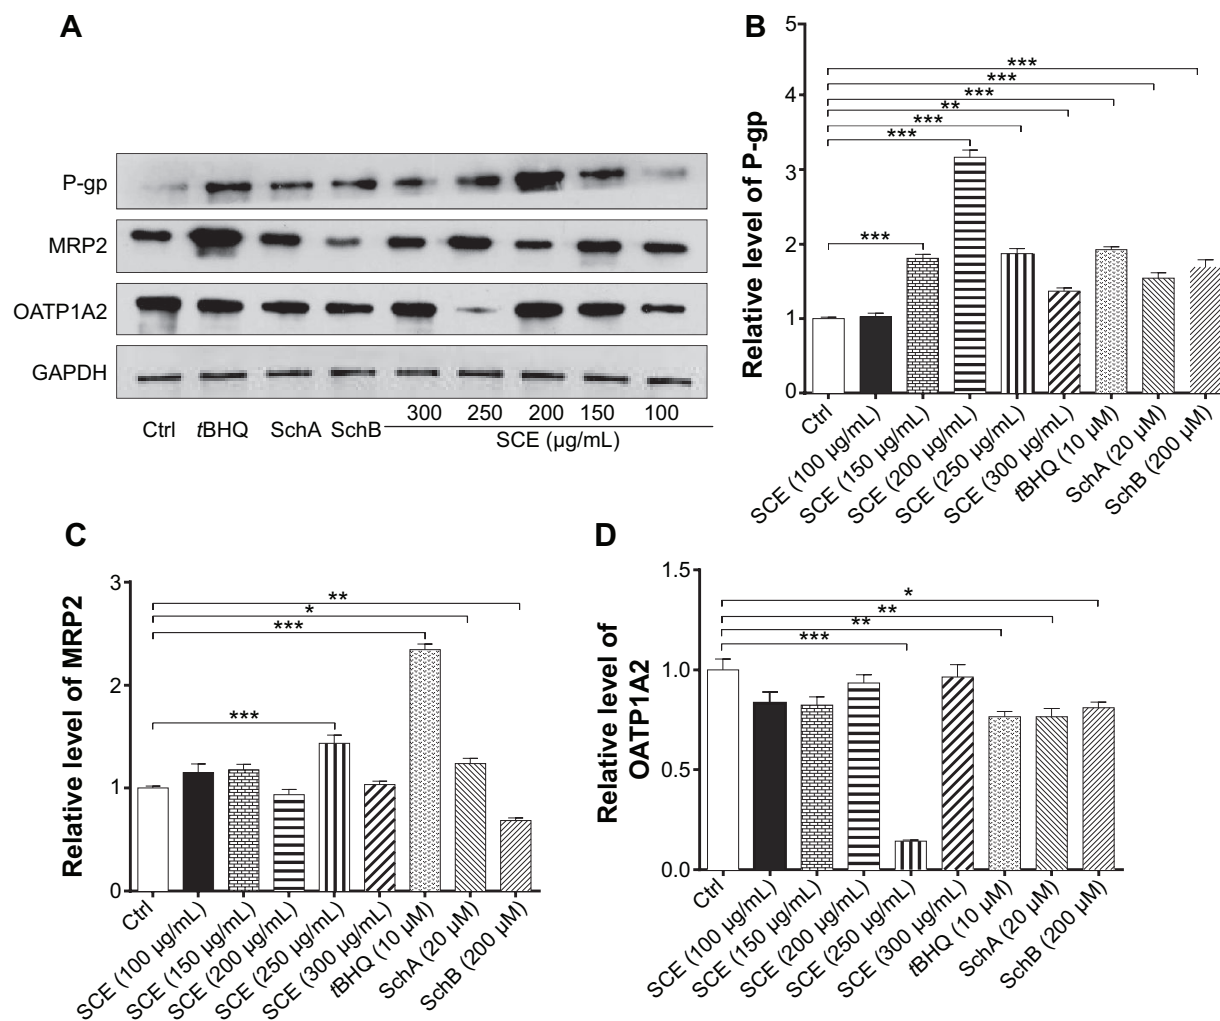 A
P-gp
MRP2
OATP1A2
GAPDH
Ctrl tBHQ SchA SchB 300 250 200 150 100
SCE (µg/mL)
B
Relative level of P-gp
5
4
3
2
1
0
***
***
***
**
***
***
***
Ctrl
SCE (100 µg/mL)
SCE (150 µg/mL)
SCE (200 µg/mL)
SCE (250 µg/mL)
SCE (300 µg/mL)
tBHQ (10 µM)
SchA (20 µM)
SchB (200 µM)
C
Relative level of MRP2
3
2
1
0
**
*
***
***
Ctrl
SCE (100 µg/mL)
SCE (150 µg/mL)
SCE (200 µg/mL)
SCE (250 µg/mL)
SCE (300 µg/mL)
tBHQ (10 µM)
SchA (20 µM)
SchB (200 µM)
D
Relative level of
OATP1A2
1.5
1.0
0.5
0.0
*
**
**
***
Ctrl
SCE (100 µg/mL)
SCE (150 µg/mL)
SCE (200 µg/mL)
SCE (250 µg/mL)
SCE (300 µg/mL)
tBHQ (10 µM)
SchA (20 µM)
SchB (200 µM)